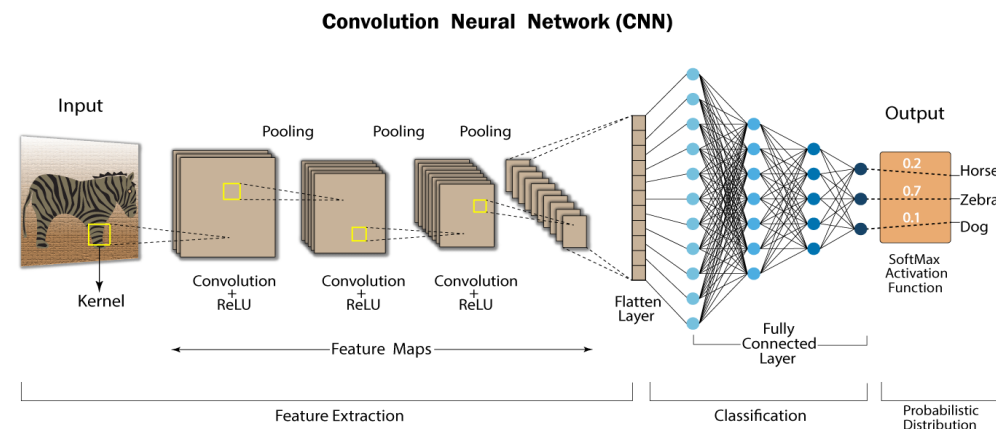 Convolution Neural Network (CNN)
Input
Output
Pooling
Pooling
Pooling
0.2
Horse
0.7
Zebra
0.1
Dog
Kernel
Convolution
+
ReLU
Convolution
+
ReLU
Convolution
+
ReLU
Flatten
Layer
SoftMax
Activation
Function
Fully
Connected
Layer
Feature Maps
Feature Extraction
Classification
Probabilistic
Distribution